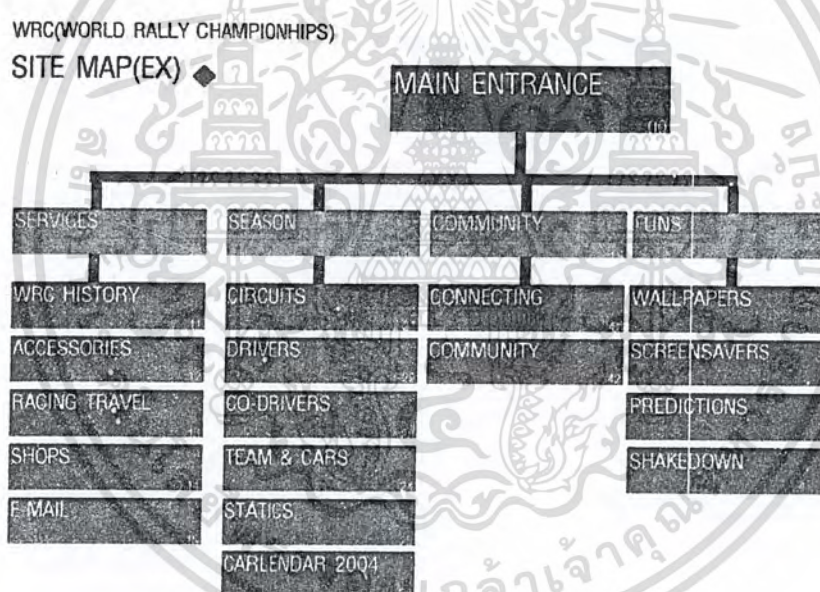 WRC(WORLD RALLY CHAMPIONHIPS)
SITE MAP(EX)
MAIN ENTRANCE
SERVICES
SEASON
COMMUNITY
FUNS
WRC HISTORY
CIRCUITS
CONNECTING
WALLPAPERS
ACCESSORIES
DRIVERS
COMMUNITY
SCREENSAVERS
RACING TRAVEL
CO-DRIVERS
PREDICTIONS
SHOPS
TEAM & CARS
SHAKEDOWN
E-MAIL
STATICS
CARLENDAR 2004